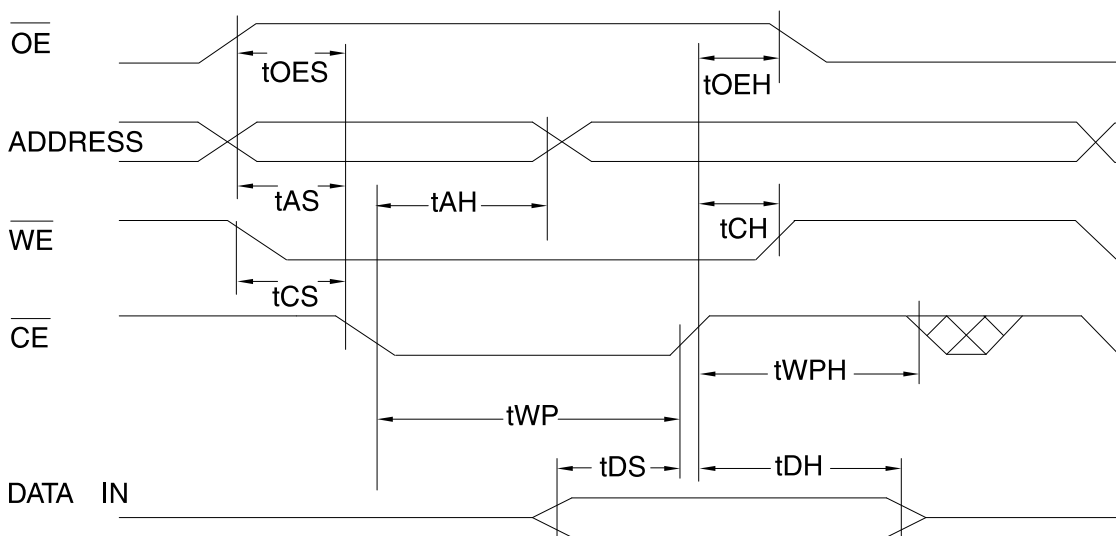 OE
tOES
tOEH
ADDRESS
tAS
tAH
WE
tCH
tCS
CE
tWPH
tWP
tDS
tDH
DATA IN